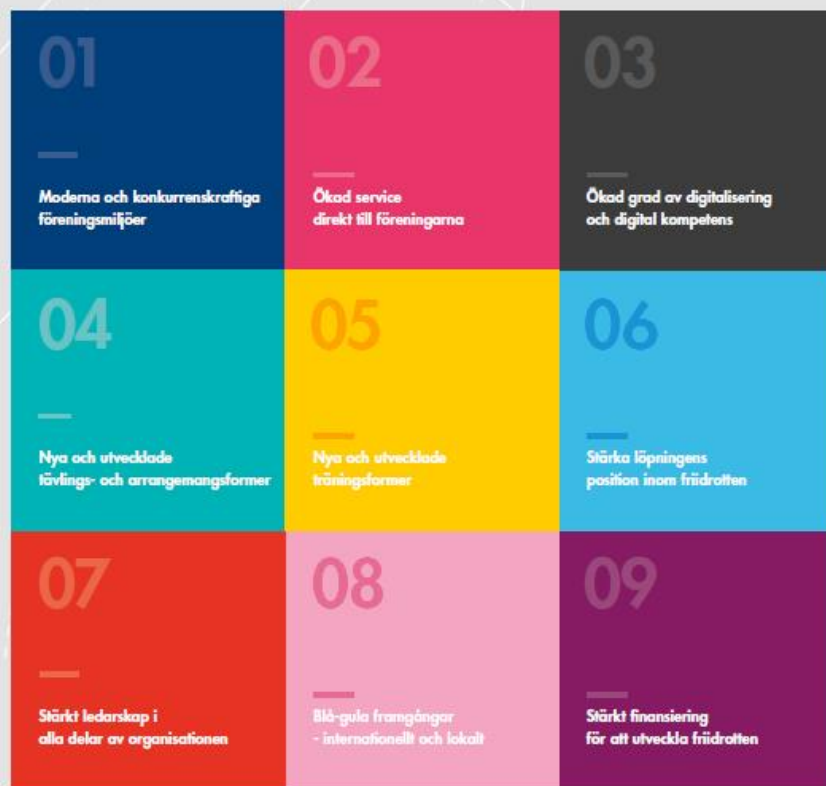 01
Moderna och konkurrenskraftiga
föreningsmiljöer
02
Ökad service
direkt till föreningarna
03
Ökad grad av digitalisering
och digital kompetens
04
Nya och utvecklade
tävlings- och arrangemangsformer
05
Nya och utvecklade
träningsformer
06
Stärka löpningens
position inom friidrotten
07
Stärkt ledarskap i
alla delar av organisationen
08
Blå-gula framgångar
- internationellt och lokalt
09
Stärkt finansiering
för att utveckla friidrotten